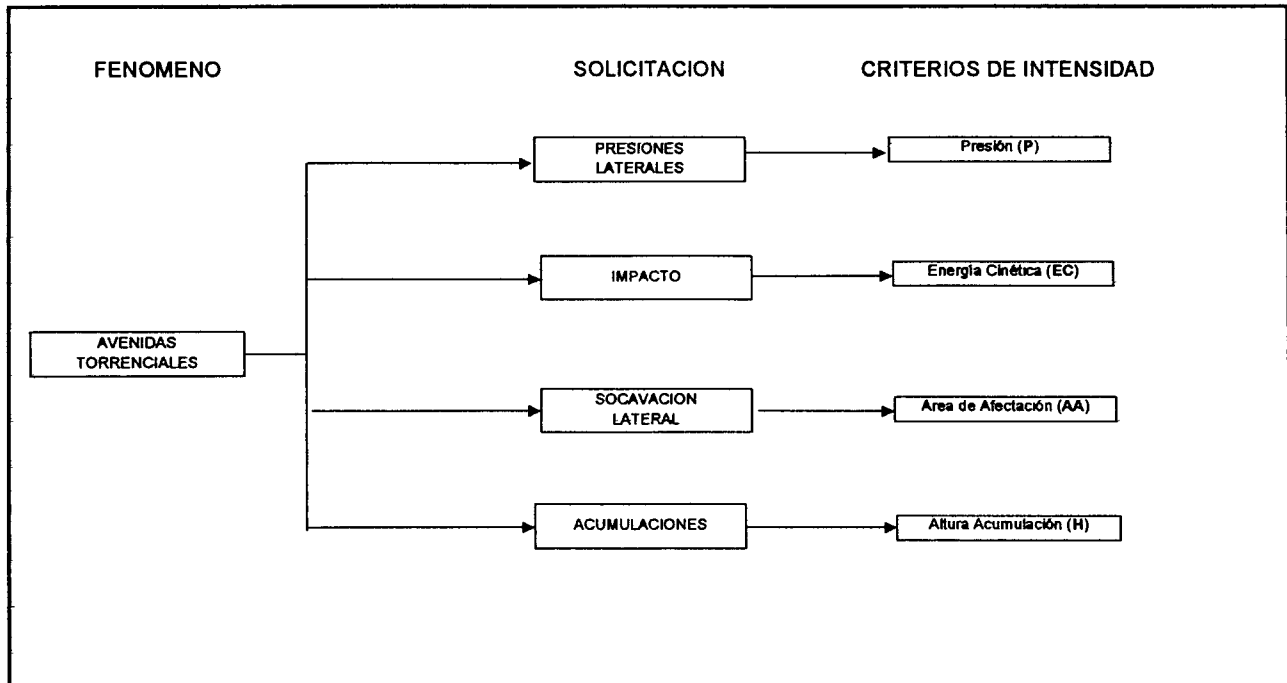 FENOMENO
SOLICITACION
CRITERIOS DE INTENSIDAD
PRESIONES
LATERALES
Presión (P)
IMPACTO
Energía Cinética (EC)
AVENIDAS
TORRENCIALES
SOCAVACION
LATERAL
Area de Afectación (AA)
ACUMULACIONES
Altura Acumulación (H)